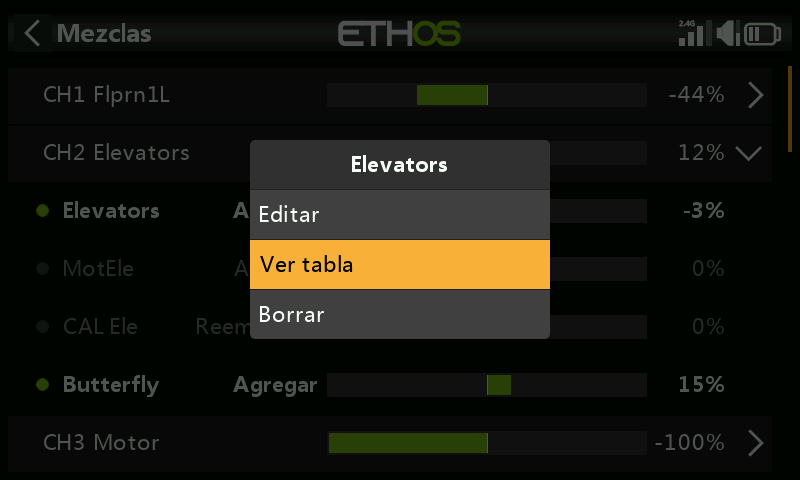 Mezclas ETHOS 2.4G
CH1 Flprn1L -44%
CH2 Elevators 12%
Elevators
Elevators A -3%
Editar
MotEle A 0%
Ver tabla
CAL Ele Reem 0%
Borrar
Butterfly Agregar 15%
CH3 Motor -100%